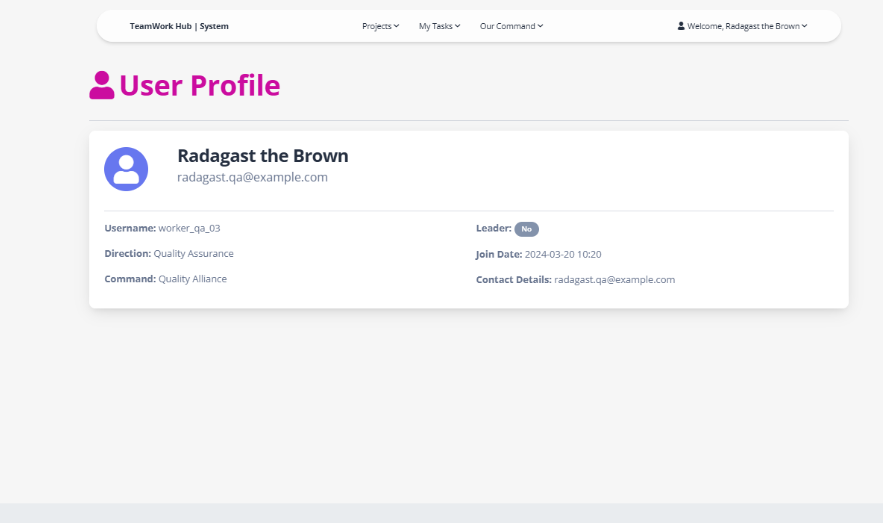 TeamWork Hub | System
Projects
My Tasks
Our Command
Welcome, Radagast the Brown
User Profile
Radagast the Brown
radagast.qa@example.com
Username: worker_qa_03
Direction: Quality Assurance
Command: Quality Alliance
Leader: No
Join Date: 2024-03-20 10:20
Contact Details: radagast.qa@example.com